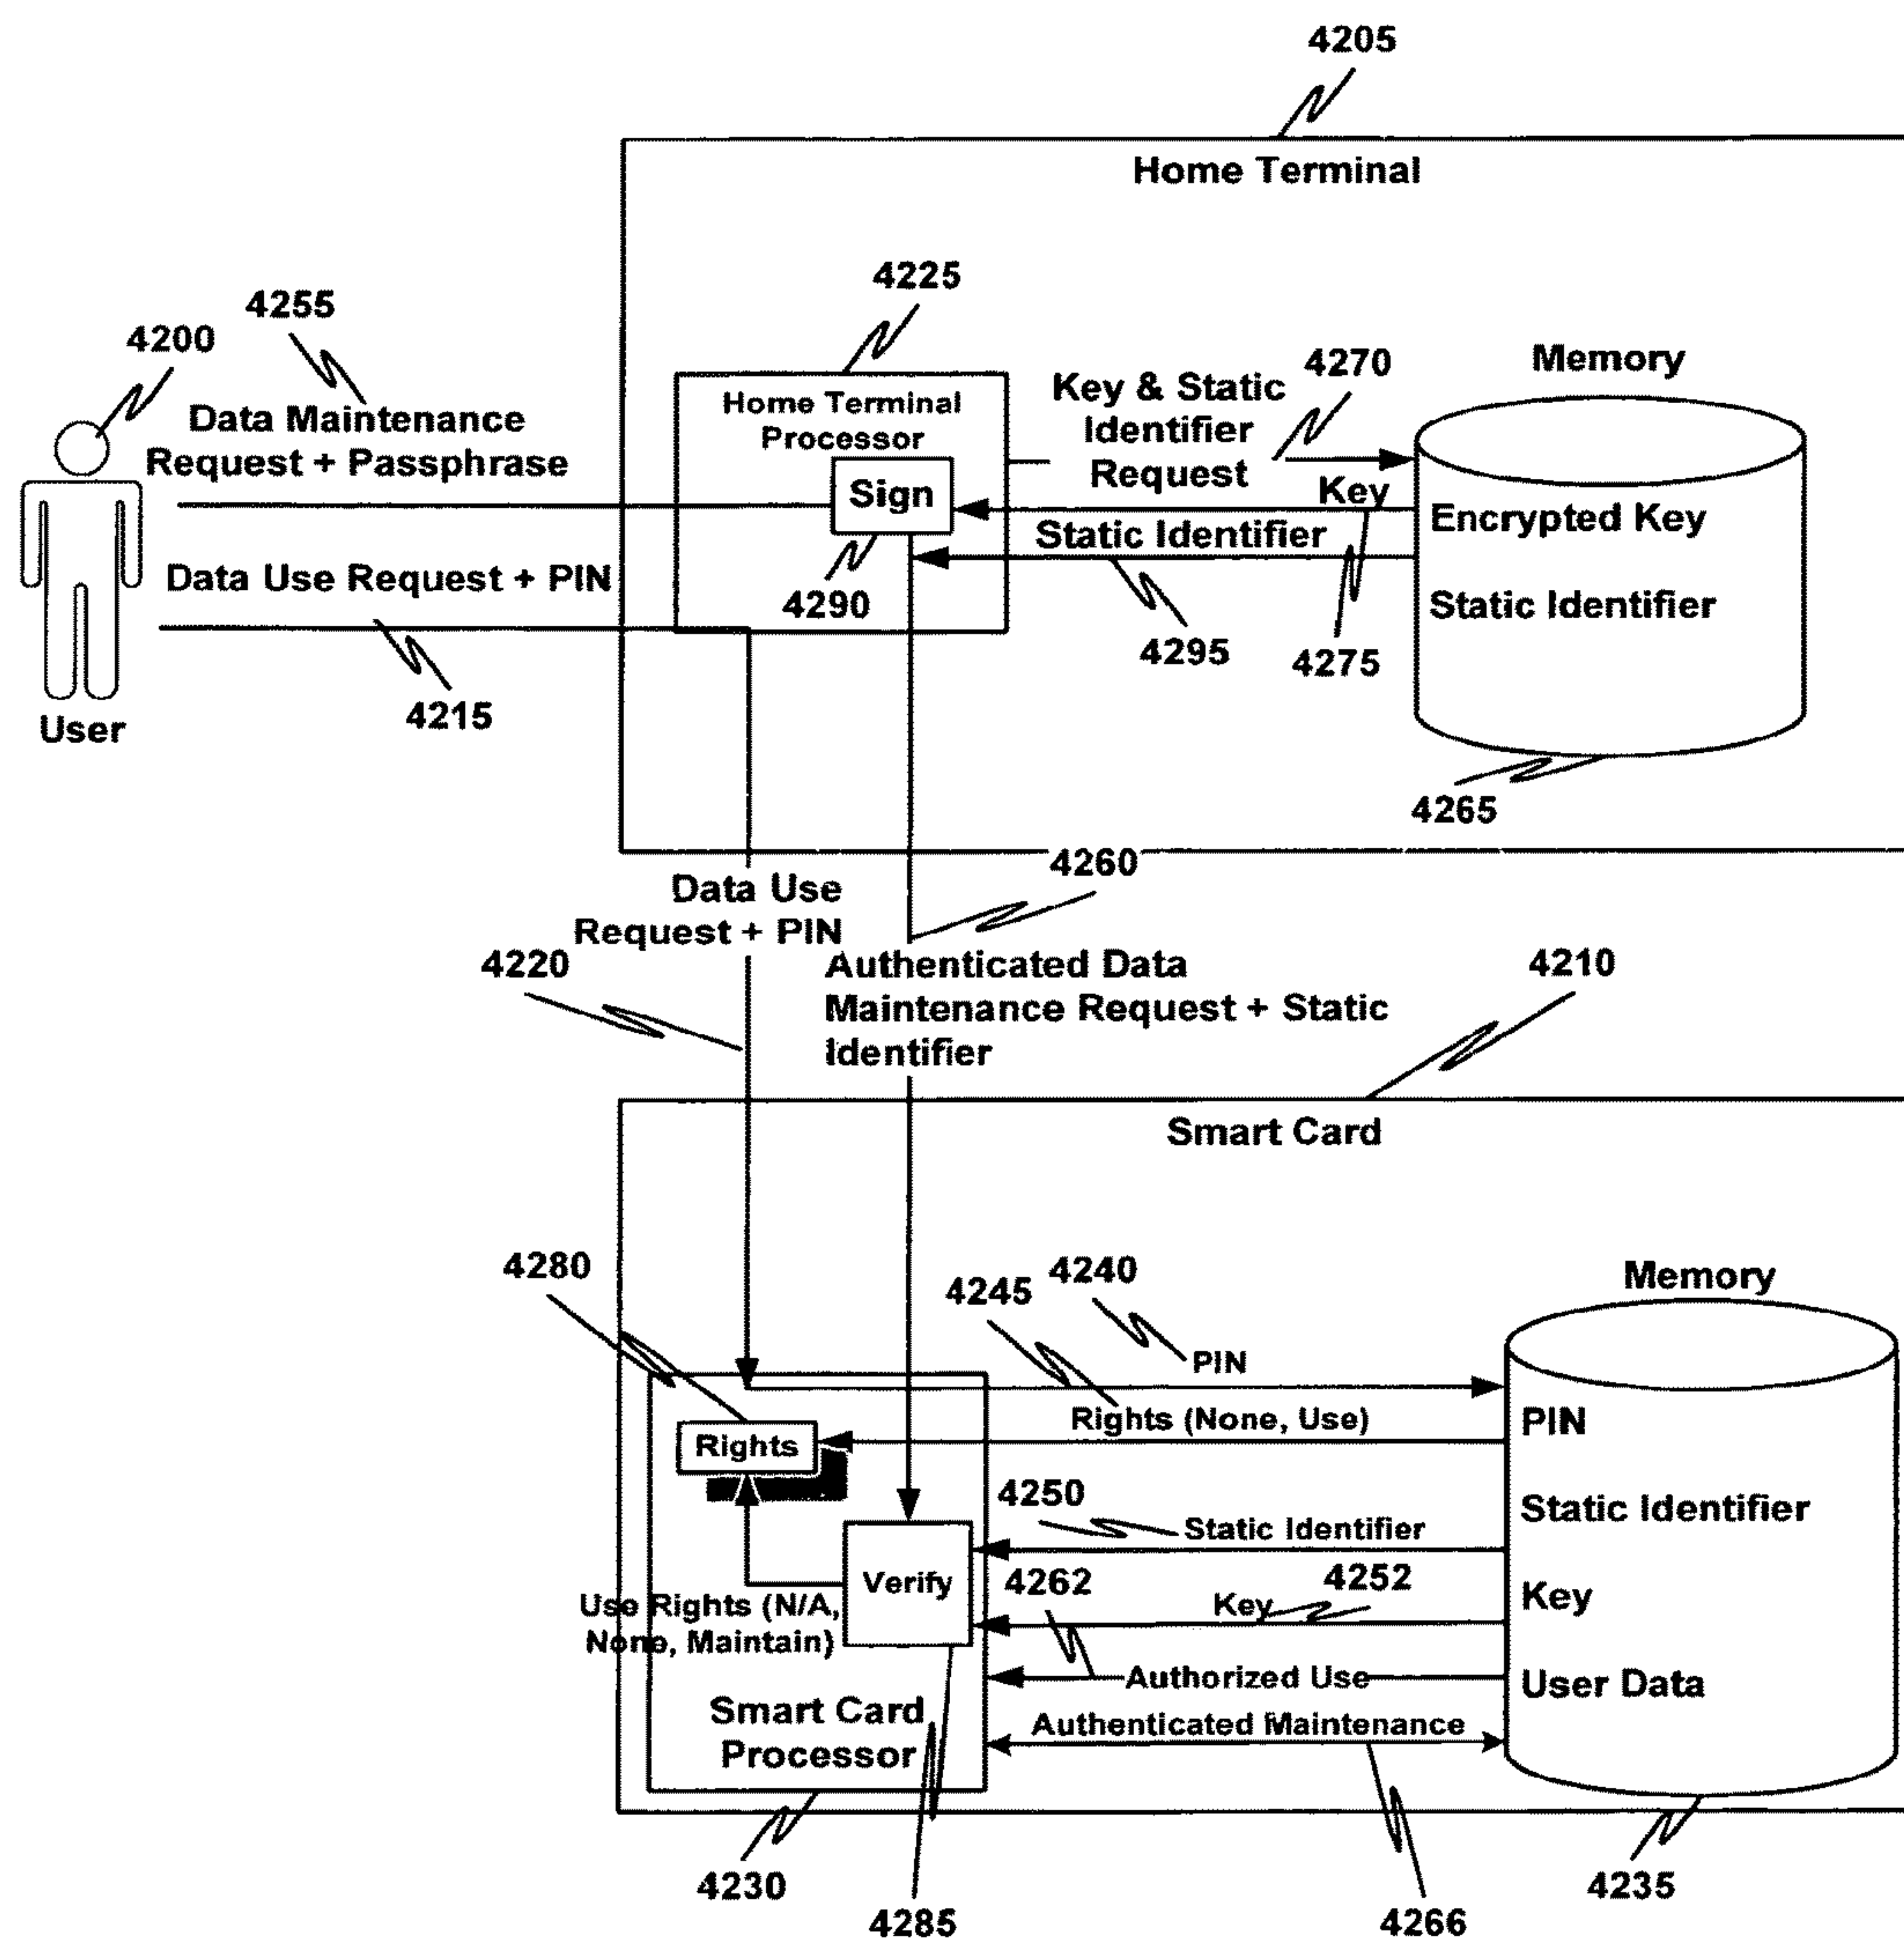 4205
Home Terminal
4225
4255
4200
4270
Memory
Data Maintenance
Request + Passphrase
Home Terminal
Processor
Key & Static
Identifier
Request
Sign
Key
Encrypted Key
Static Identifier
Data Use Request + PIN
4290
Static Identifier
4295
4275
4215
User
4265
4260
Data Use
Request + PIN
4220
Authenticated Data
Maintenance Request + Static
Identifier
4210
Smart Card
4280
4245
4240
Memory
PIN
Rights (None, Use)
PIN
Rights
4250
Static Identifier
Static Identifier
Verify
4262
4252
Key
Key
Use Rights (N/A,
None, Maintain)
Authorized Use
User Data
Smart Card
Processor
Authenticated Maintenance
4230
4285
4266
4235